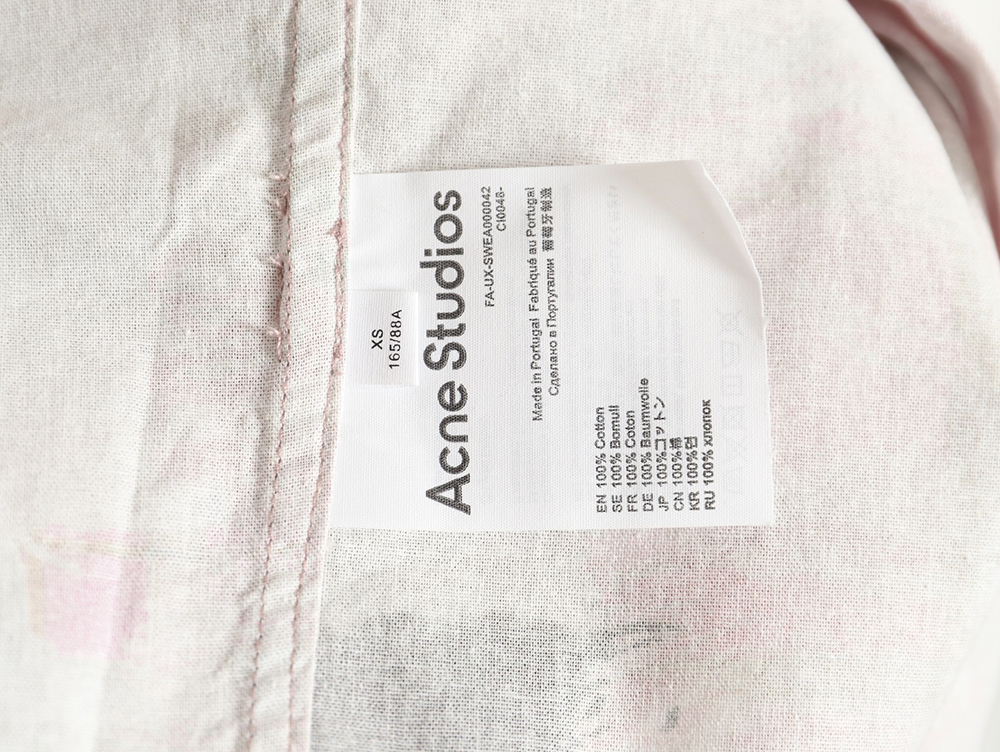 XS
165/88A
Acne Studios
FA-UX-SWEA000042
CI0048-
Made in Portugal Fabriqué au Portugal
Сделано в Португалии 葡萄牙制造
EN 100% Cotton
SE 100% Bomull
FR 100% Coton
DE 100% Baumwolle
JP 100%コットン
CN 100%棉
KR 100%면
RU 100% хлопок